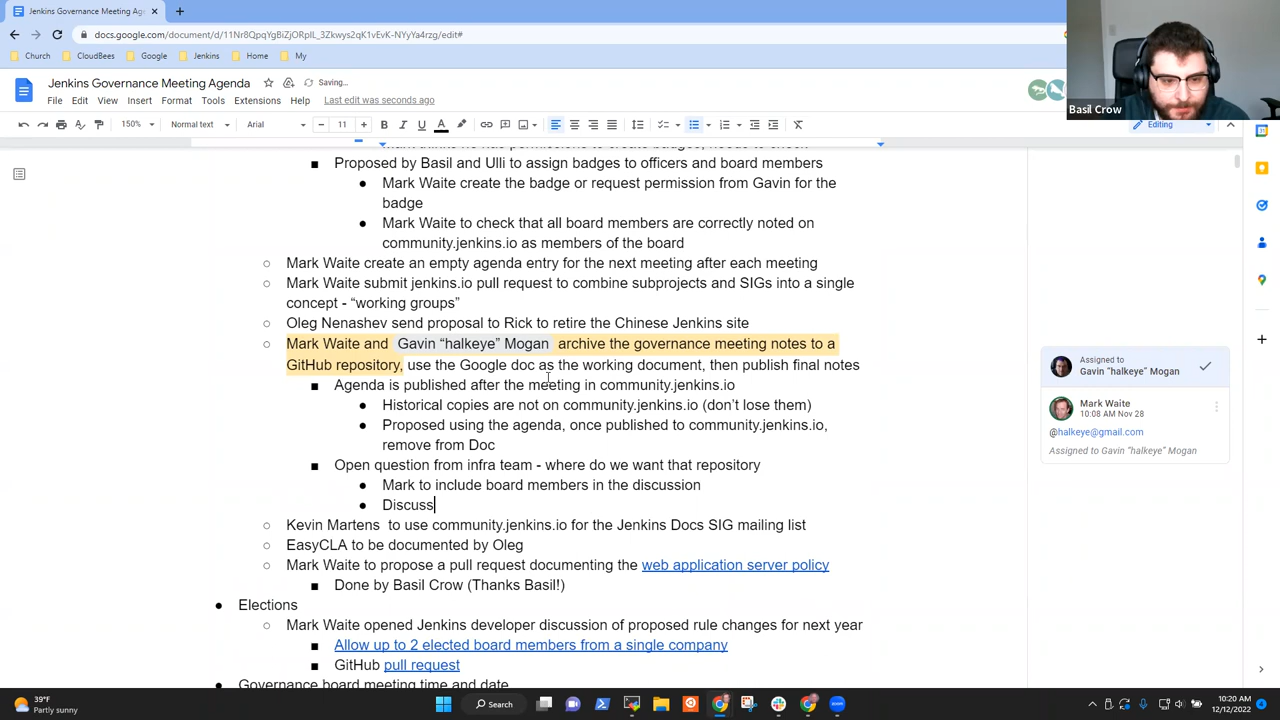 Jenkins Governance Meeting Age
docs.google.com/document/d/11Nr8QpqYgBiZjORpIL_3Zkwys2qK1vEvK-NYyYa4rzg/edit#
Church
CloudBees
Google
Jenkins
Home
My
Basil Crow
Jenkins Governance Meeting Agenda
Saving...
File Edit View Insert Format Tools Extensions Help Last edit was seconds ago
150% Normal text Arial 11 Editing
Proposed by Basil and Ulli to assign badges to officers and board members
Mark Waite create the badge or request permission from Gavin for the
badge
Mark Waite to check that all board members are correctly noted on
community.jenkins.io as members of the board
Mark Waite create an empty agenda entry for the next meeting after each meeting
Mark Waite submit jenkins.io pull request to combine subprojects and SIGs into a single
concept - “working groups”
Oleg Nenashev send proposal to Rick to retire the Chinese Jenkins site
Mark Waite and Gavin “halkeye” Mogan archive the governance meeting notes to a
GitHub repository, use the Google doc as the working document, then publish final notes
Agenda is published after the meeting in community.jenkins.io
Historical copies are not on community.jenkins.io (don’t lose them)
Proposed using the agenda, once published to community.jenkins.io,
remove from Doc
Open question from infra team - where do we want that repository
Mark to include board members in the discussion
Discuss
Kevin Martens to use community.jenkins.io for the Jenkins Docs SIG mailing list
EasyCLA to be documented by Oleg
Mark Waite to propose a pull request documenting the web application server policy
Done by Basil Crow (Thanks Basil!)
Elections
Mark Waite opened Jenkins developer discussion of proposed rule changes for next year
Allow up to 2 elected board members from a single company
GitHub pull request
Governance board meeting time and date
Assigned to
Gavin “halkeye” Mogan
Mark Waite
10:08 AM Nov 28
@halkeye@gmail.com
Assigned to Gavin “halkeye” Mogan
39°F
Partly sunny
Search
10:20 AM
12/12/2022